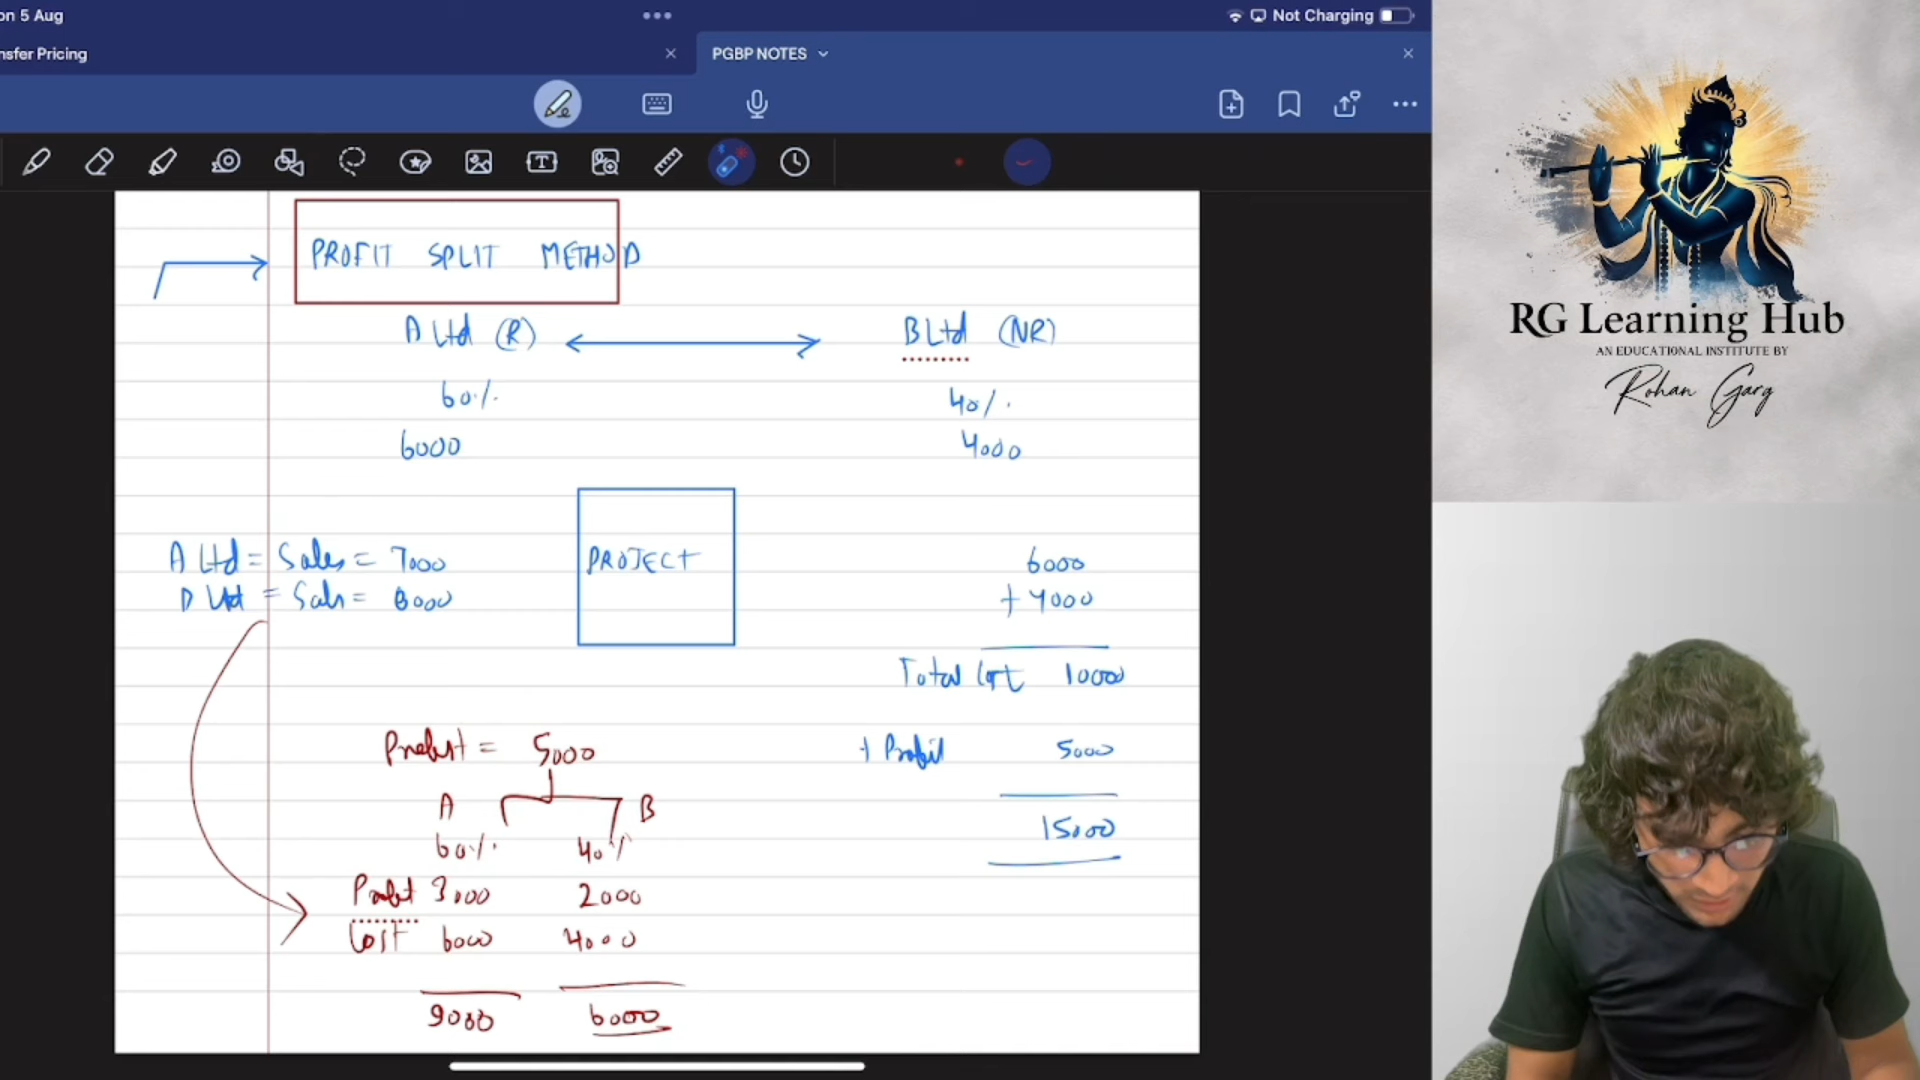 on 5 Aug
Not Charging
nsfer Pricing
PGBP NOTES
PROFIT SPLIT METHOD
A Ltd (R)
B Ltd (NR)
60%
40%
6000
4000
A Ltd = Sales = 7000
= Sales = 8000
PROJECT
6000
+ 4000
Total Cost 10000
+ Profit 5000
15000
Profit = 5000
A B
60% 40%
Profit 3000 2000
Cost 6000 4000
9000 6000
RG Learning Hub
AN EDUCATIONAL INSTITUTE BY
Rohan Garg